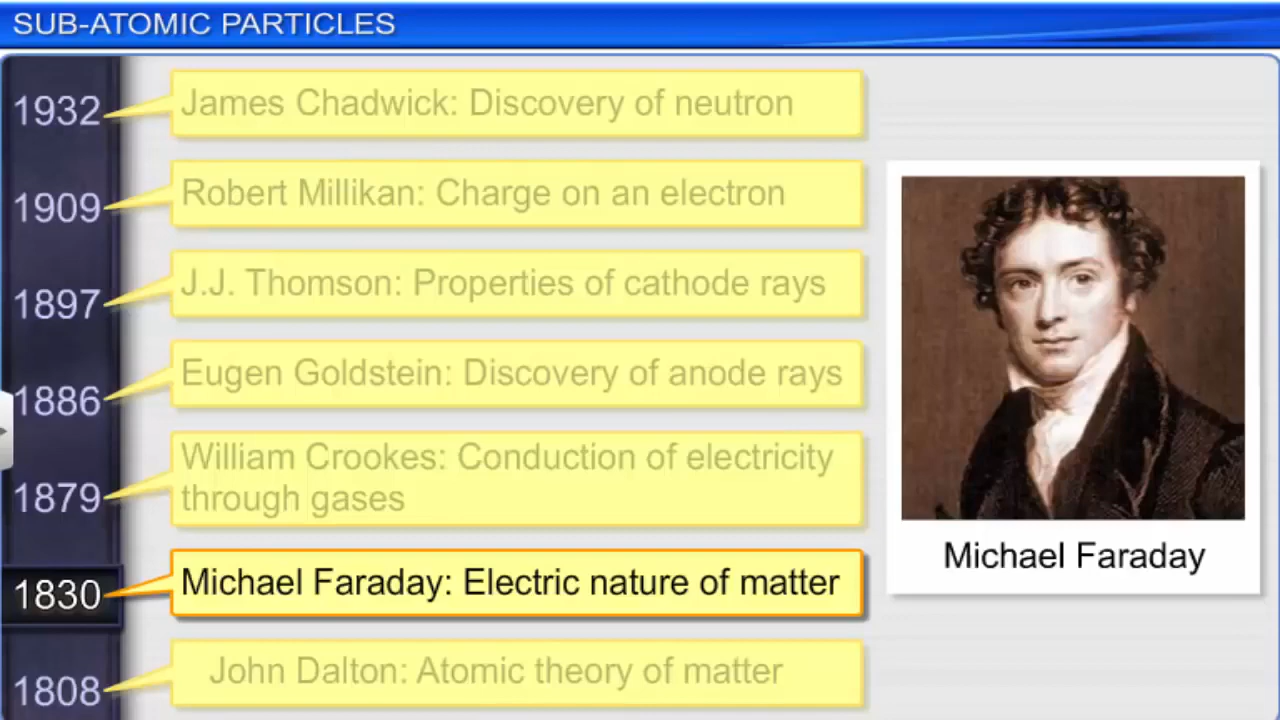 SUB-ATOMIC PARTICLES
1932
James Chadwick: Discovery of neutron
1909
Robert Millikan: Charge on an electron
1897
J.J. Thomson: Properties of cathode rays
1886
Eugen Goldstein: Discovery of anode rays
1879
William Crookes: Conduction of electricity
through gases
1830
Michael Faraday: Electric nature of matter
1808
John Dalton: Atomic theory of matter
Michael Faraday